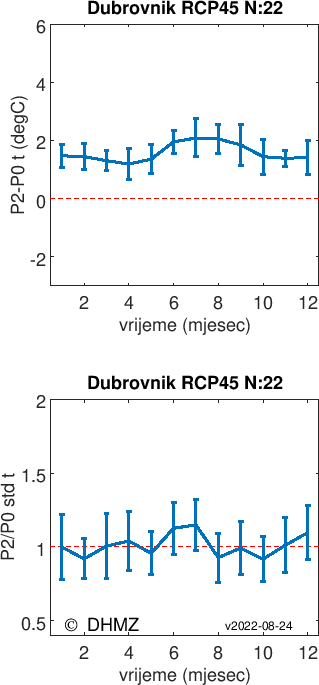 Dubrovnik RCP45 N:22
6
4
2
0
-2
P2-P0 t (degC)
2 4 6 8 10 12
vrijeme (mjesec)
Dubrovnik RCP45 N:22
2
1.5
1
0.5
P2/P0 std t
© DHMZ
v2022-08-24
2 4 6 8 10 12
vrijeme (mjesec)